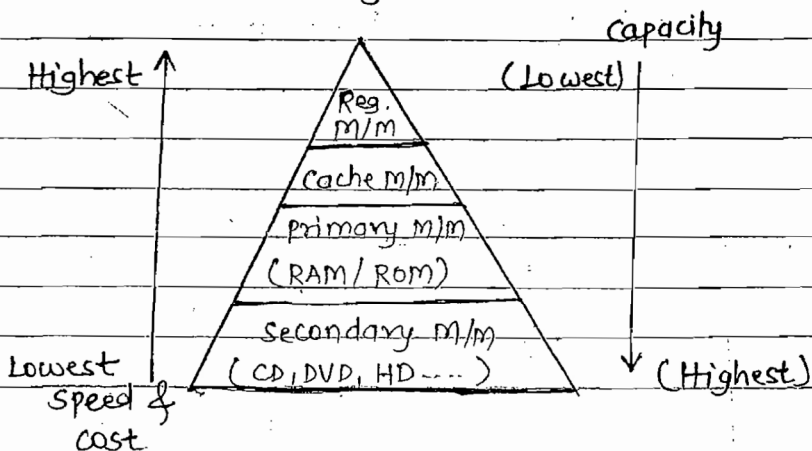 Capacity
Highest
(Lowest)
Reg.
M/M
Cache M/M
Primary M/M
(RAM/ROM)
Secondary M/M
(CD, DVD, HD ....)
Lowest
Speed &
Cost
(Highest)